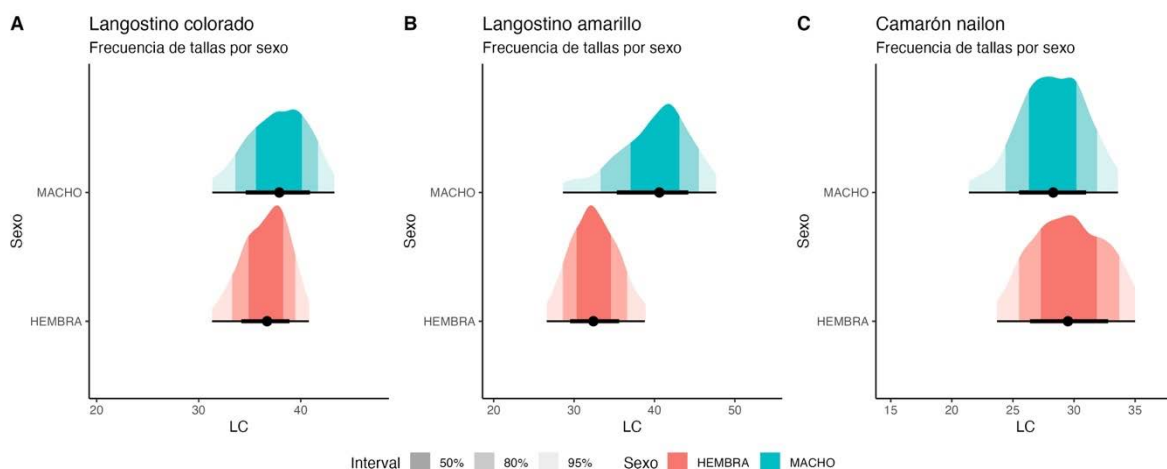 A
Langostino colorado
Frecuencia de tallas por sexo
MACHO
HEMBRA
Sexo
20 30 40
LC
B
Langostino amarillo
Frecuencia de tallas por sexo
MACHO
HEMBRA
Sexo
20 30 40 50
LC
C
Camarón nailon
Frecuencia de tallas por sexo
MACHO
HEMBRA
Sexo
15 20 25 30 35
LC
Interval 50% 80% 95% Sexo HEMBRA MACHO